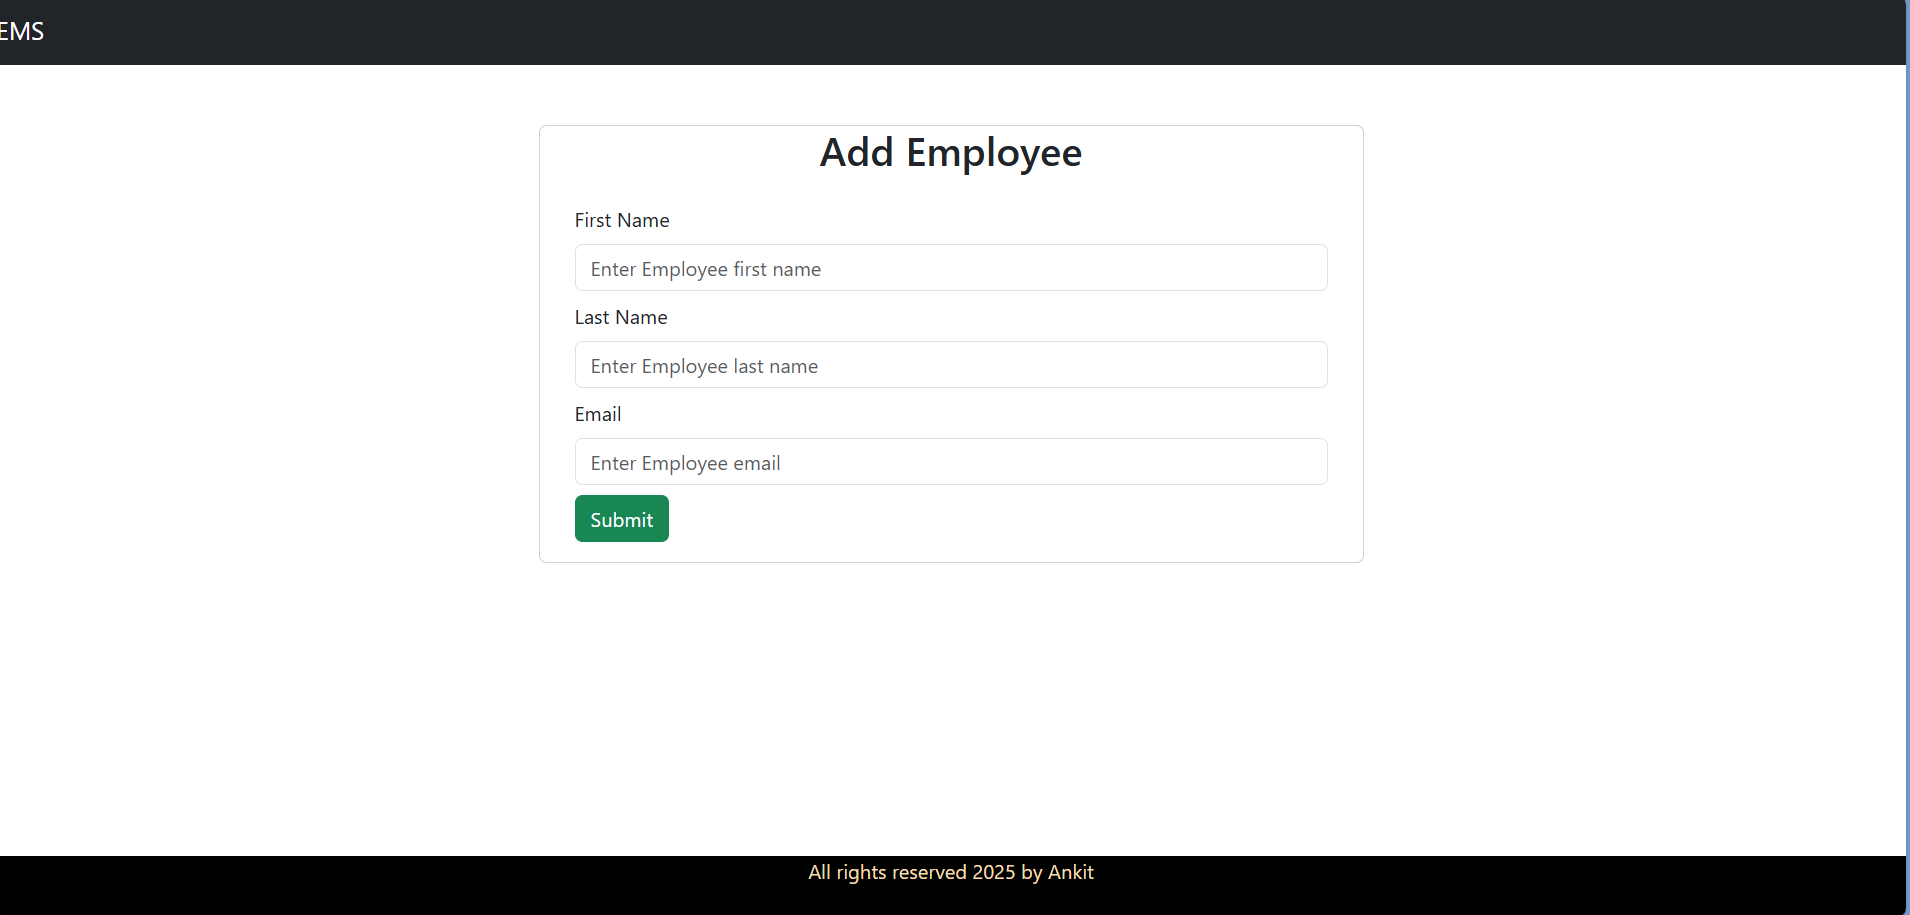 EMS
Add Employee
First Name
Enter Employee first name
Last Name
Enter Employee last name
Email
Enter Employee email
Submit
All rights reserved 2025 by Ankit